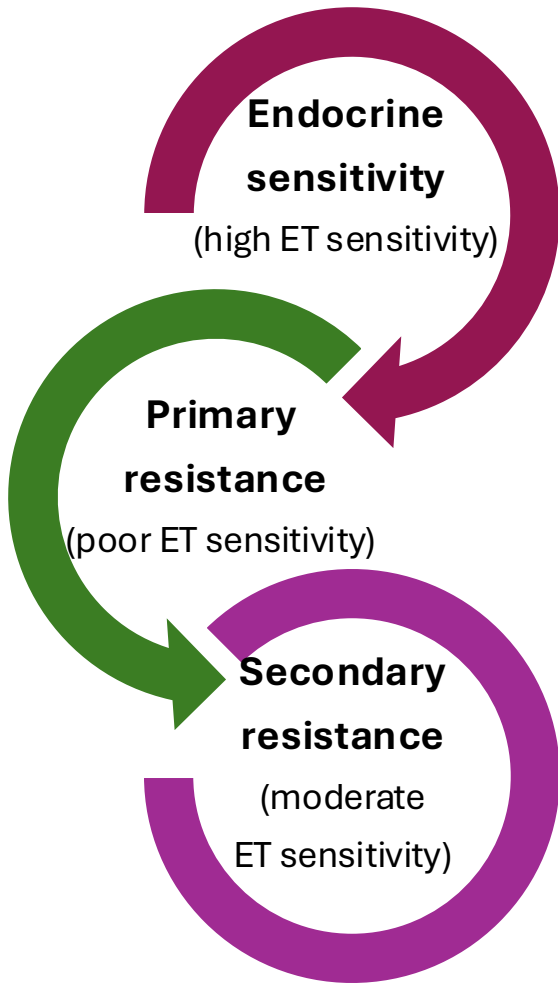 Endocrine
sensitivity
(high ET sensitivity)
Primary
resistance
(poor ET sensitivity)
Secondary
resistance
(moderate
ET sensitivity)